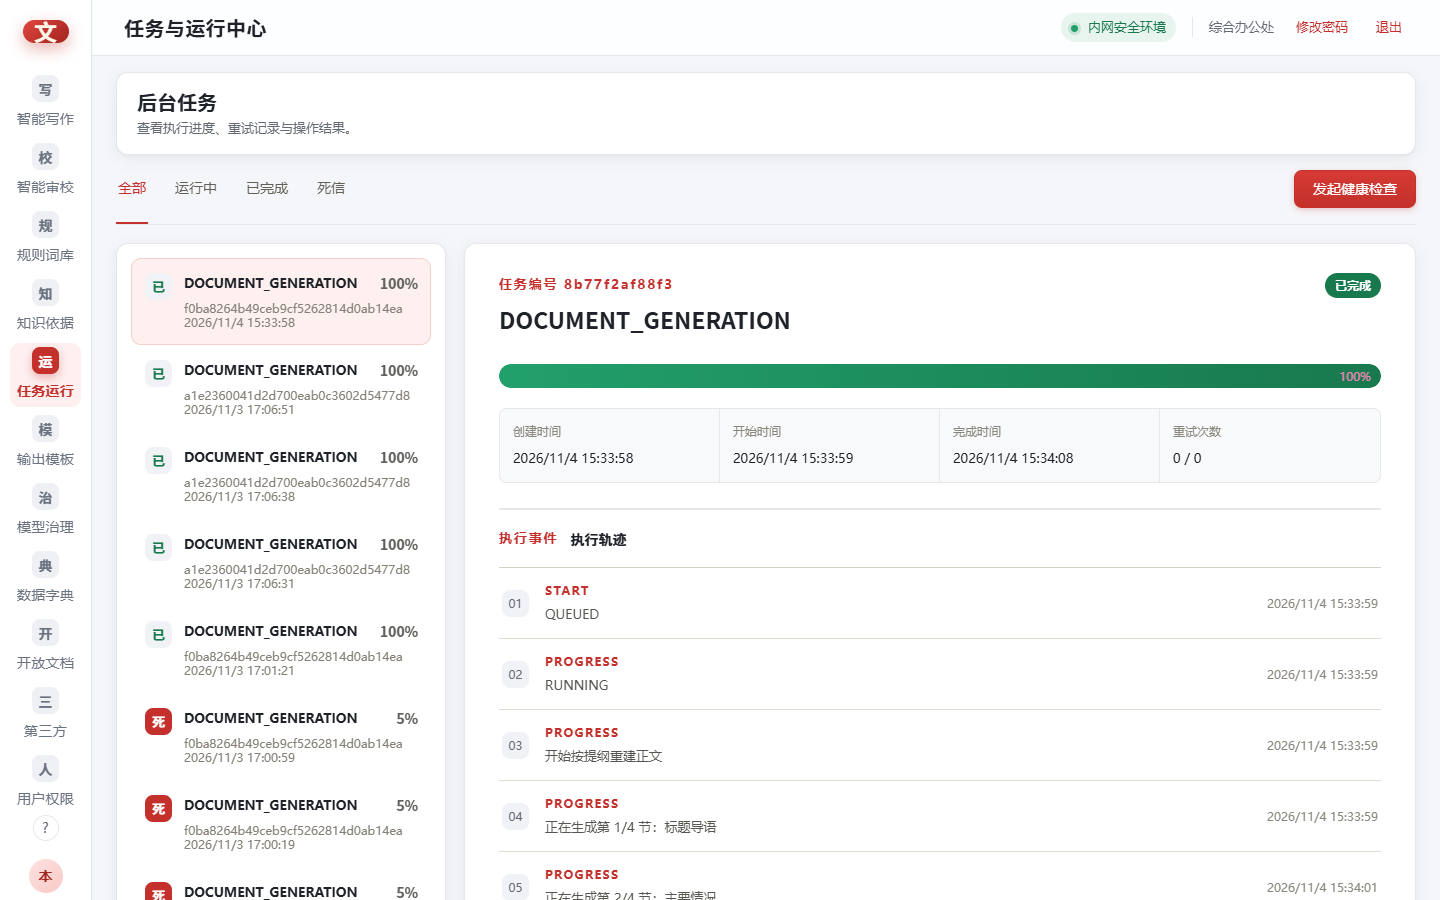 文
写
智能写作
校
智能审校
规
规则词库
知
知识依据
运
任务运行
模
输出模板
治
模型治理
典
数据字典
开
开放文档
三
第三方
人
用户权限
?
本
任务与运行中心
内网安全环境
综合办公处
修改密码
退出
后台任务
查看执行进度、重试记录与操作结果。
全部
运行中
已完成
死信
发起健康检查
已
DOCUMENT_GENERATION 100%
f0ba8264b49ceb9cf5262814d0ab14ea
2026/11/4 15:33:58
已
DOCUMENT_GENERATION 100%
a1e2360041d2d700eab0c3602d5477d8
2026/11/3 17:06:51
已
DOCUMENT_GENERATION 100%
a1e2360041d2d700eab0c3602d5477d8
2026/11/3 17:06:38
已
DOCUMENT_GENERATION 100%
a1e2360041d2d700eab0c3602d5477d8
2026/11/3 17:06:31
已
DOCUMENT_GENERATION 100%
f0ba8264b49ceb9cf5262814d0ab14ea
2026/11/3 17:01:21
死
DOCUMENT_GENERATION 5%
f0ba8264b49ceb9cf5262814d0ab14ea
2026/11/3 17:00:59
死
DOCUMENT_GENERATION 5%
f0ba8264b49ceb9cf5262814d0ab14ea
2026/11/3 17:00:19
死
DOCUMENT_GENERATION 5%
任务编号 8b77f2af88f3
已完成
DOCUMENT_GENERATION
100%
创建时间
2026/11/4 15:33:58
开始时间
2026/11/4 15:33:59
完成时间
2026/11/4 15:34:08
重试次数
0 / 0
执行事件 执行轨迹
01
START
QUEUED
2026/11/4 15:33:59
02
PROGRESS
RUNNING
2026/11/4 15:33:59
03
PROGRESS
开始按提纲重建正文
2026/11/4 15:33:59
04
PROGRESS
正在生成第 1/4 节：标题导语
2026/11/4 15:33:59
05
PROGRESS
正在生成第 2/4 节：主要情况
2026/11/4 15:34:01